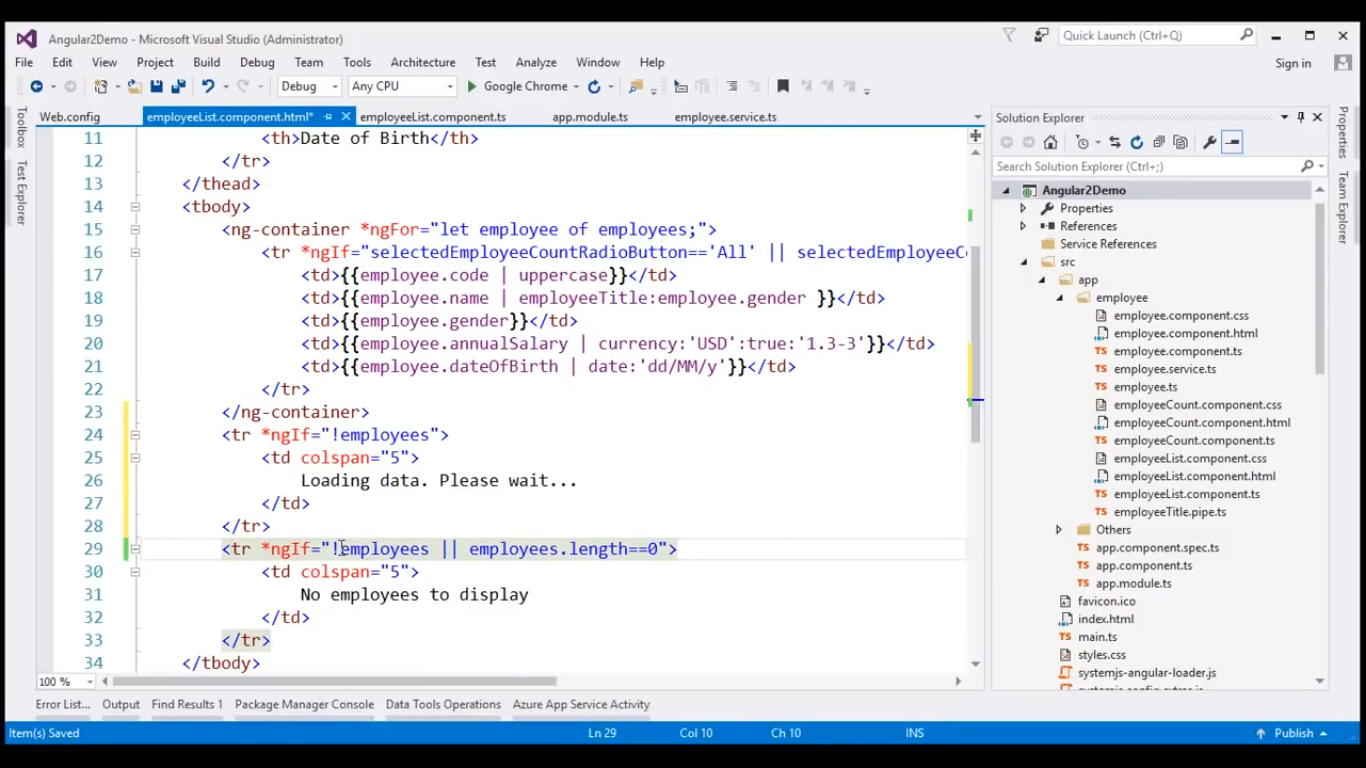 Angular2Demo - Microsoft Visual Studio (Administrator)
Quick Launch (Ctrl+Q)
File Edit View Project Build Debug Team Tools Architecture Test Analyze Window Help
Sign in
Debug Any CPU Google Chrome
Web.config employeeList.component.html* employeeList.component.ts app.module.ts employee.service.ts
Toolbox
Test Explorer
11 <th>Date of Birth</th>
12 </tr>
13 </thead>
14 <tbody>
15 <ng-container *ngFor="let employee of employees;">
16 <tr *ngIf="selectedEmployeeCountRadioButton=='All' || selectedEmployeeC
17 <td>{{employee.code | uppercase}}</td>
18 <td>{{employee.name | employeeTitle:employee.gender }}</td>
19 <td>{{employee.gender}}</td>
20 <td>{{employee.annualSalary | currency:'USD':true:'1.3-3'}}</td>
21 <td>{{employee.dateOfBirth | date:'dd/MM/y'}}</td>
22 </tr>
23 </ng-container>
24 <tr *ngIf="!employees">
25 <td colspan="5">
26 Loading data. Please wait...
27 </td>
28 </tr>
29 <tr *ngIf="!employees || employees.length==0">
30 <td colspan="5">
31 No employees to display
32 </td>
33 </tr>
34 </tbody>
100 %
Solution Explorer
Search Solution Explorer (Ctrl+;)
Angular2Demo
Properties
References
Service References
src
app
employee
employee.component.css
employee.component.html
employee.component.ts
employee.service.ts
employee.ts
employeeCount.component.css
employeeCount.component.html
employeeCount.component.ts
employeeList.component.css
employeeList.component.html
employeeList.component.ts
employeeTitle.pipe.ts
Others
app.component.spec.ts
app.component.ts
app.module.ts
favicon.ico
index.html
main.ts
styles.css
systemjs-angular-loader.js
Properties
Team Explorer
Error List... Output Find Results 1 Package Manager Console Data Tools Operations Azure App Service Activity
Item(s) Saved Ln 29 Col 10 Ch 10 INS Publish